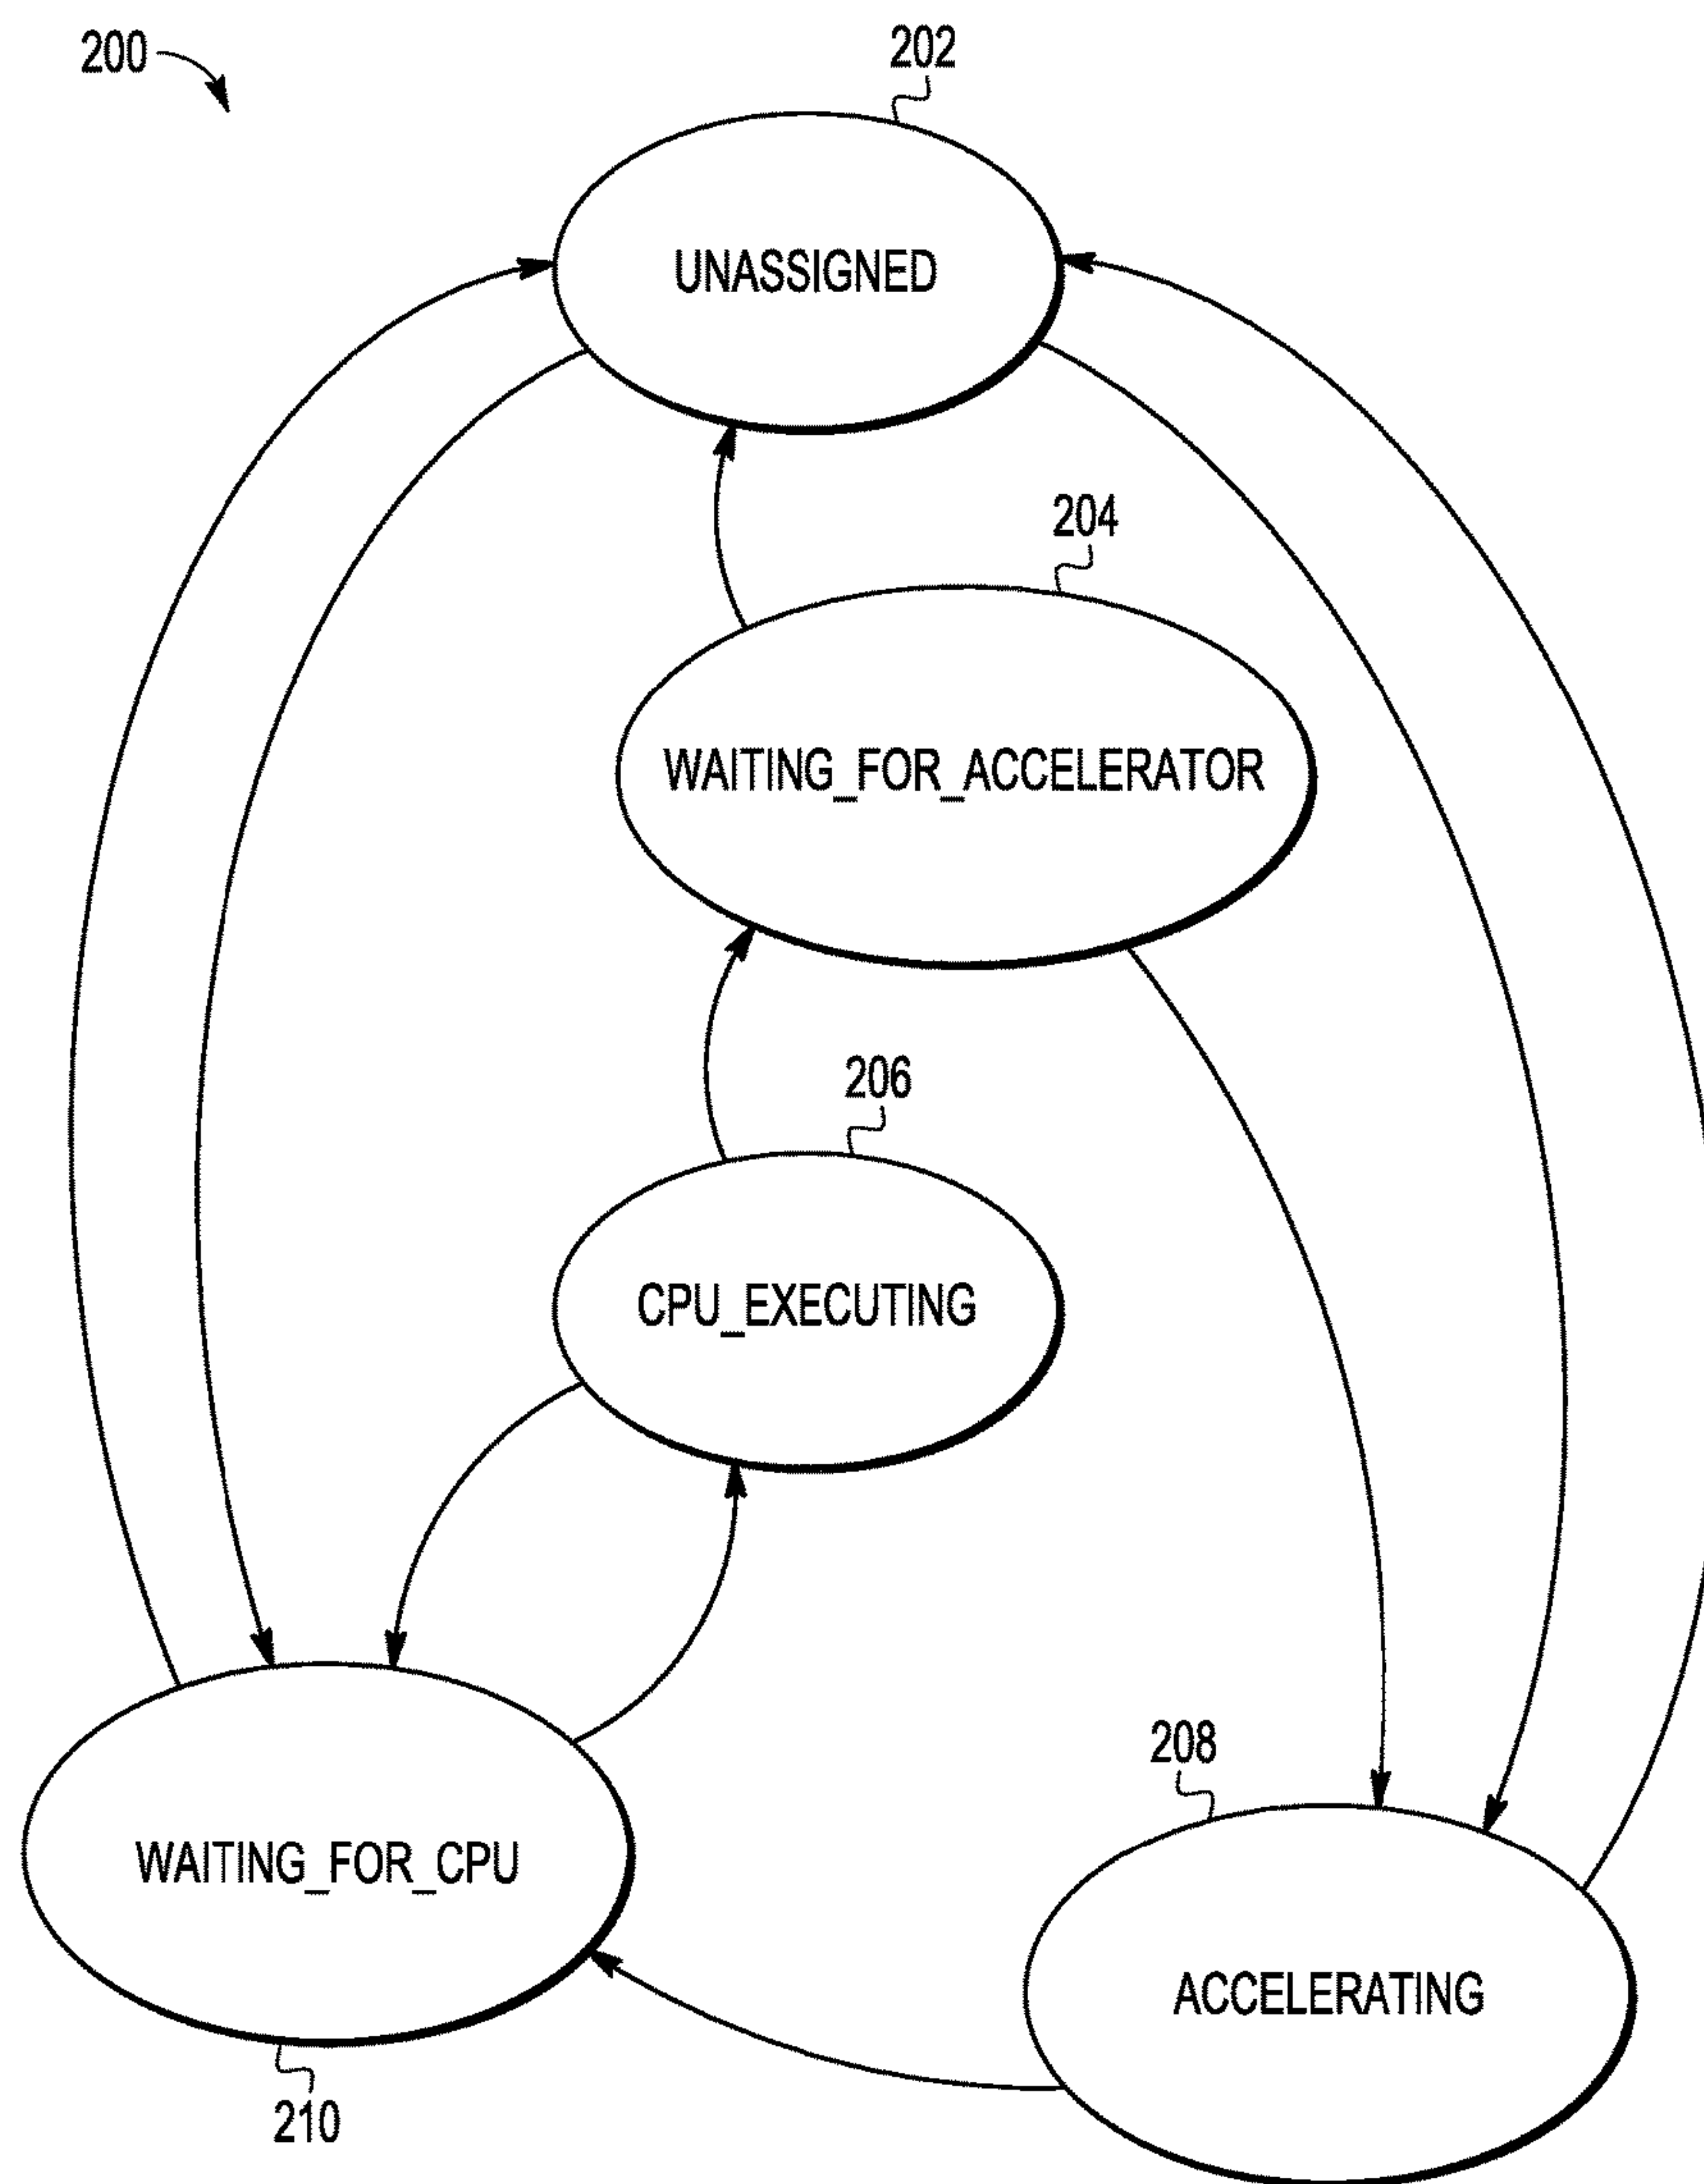 200
202
UNASSIGNED
204
WAITING_FOR_ACCELERATOR
206
CPU_EXECUTING
208
WAITING_FOR_CPU
ACCELERATING
210